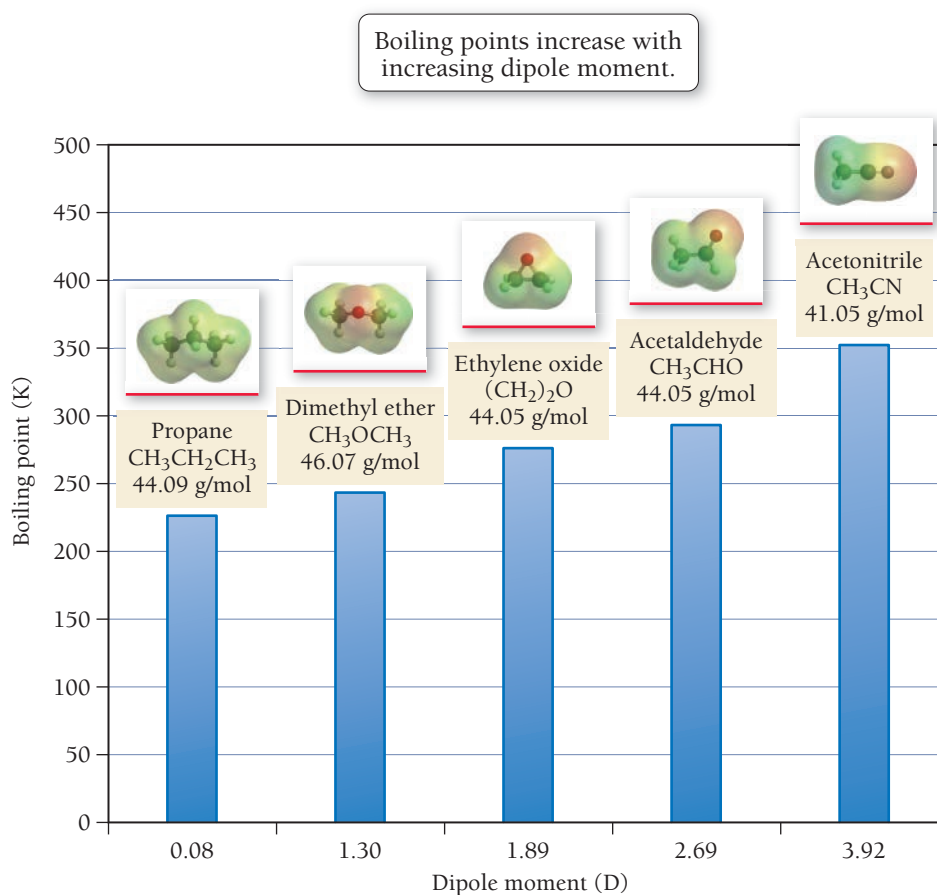 Boiling points increase with
increasing dipole moment.
Boiling point (K)
500
450
400
350
300
250
200
150
100
50
0
Propane
CH₃CH₂CH₃
44.09 g/mol
Dimethyl ether
CH₃OCH₃
46.07 g/mol
Ethylene oxide
(CH₂)₂O
44.05 g/mol
Acetaldehyde
CH₃CHO
44.05 g/mol
Acetonitrile
CH₃CN
41.05 g/mol
0.08
1.30
1.89
2.69
3.92
Dipole moment (D)